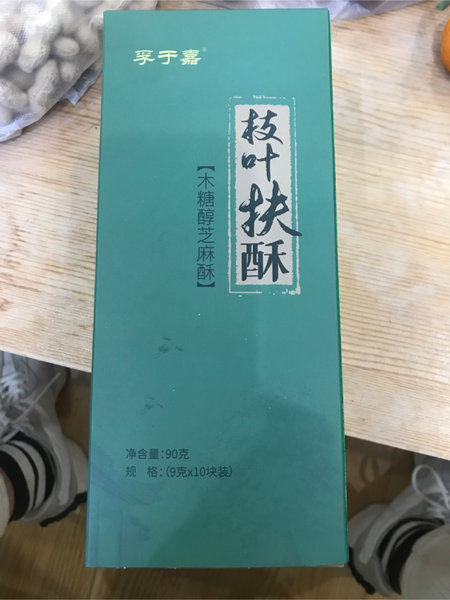 孚于嘉®
枝叶扶酥
【木糖醇芝麻酥】
净含量:90克
规 格:(9克x10块装)